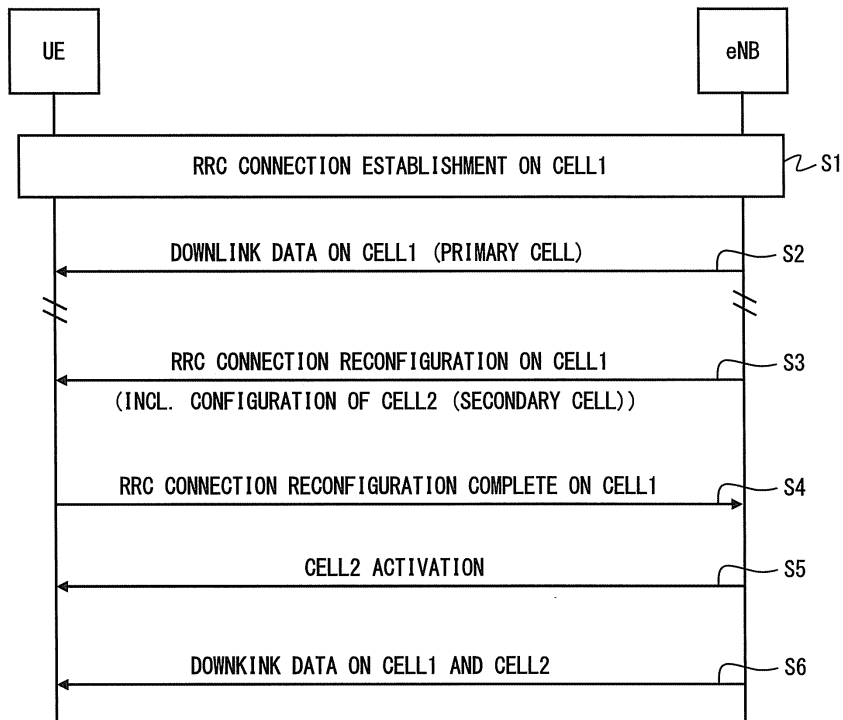 UE
eNB
RRC CONNECTION ESTABLISHMENT ON CELL1
S1
DOWNLINK DATA ON CELL1 (PRIMARY CELL)
S2
RRC CONNECTION RECONFIGURATION ON CELL1
S3
(INCL. CONFIGURATION OF CELL2 (SECONDARY CELL))
RRC CONNECTION RECONFIGURATION COMPLETE ON CELL1
S4
CELL2 ACTIVATION
S5
DOWNKINK DATA ON CELL1 AND CELL2
S6